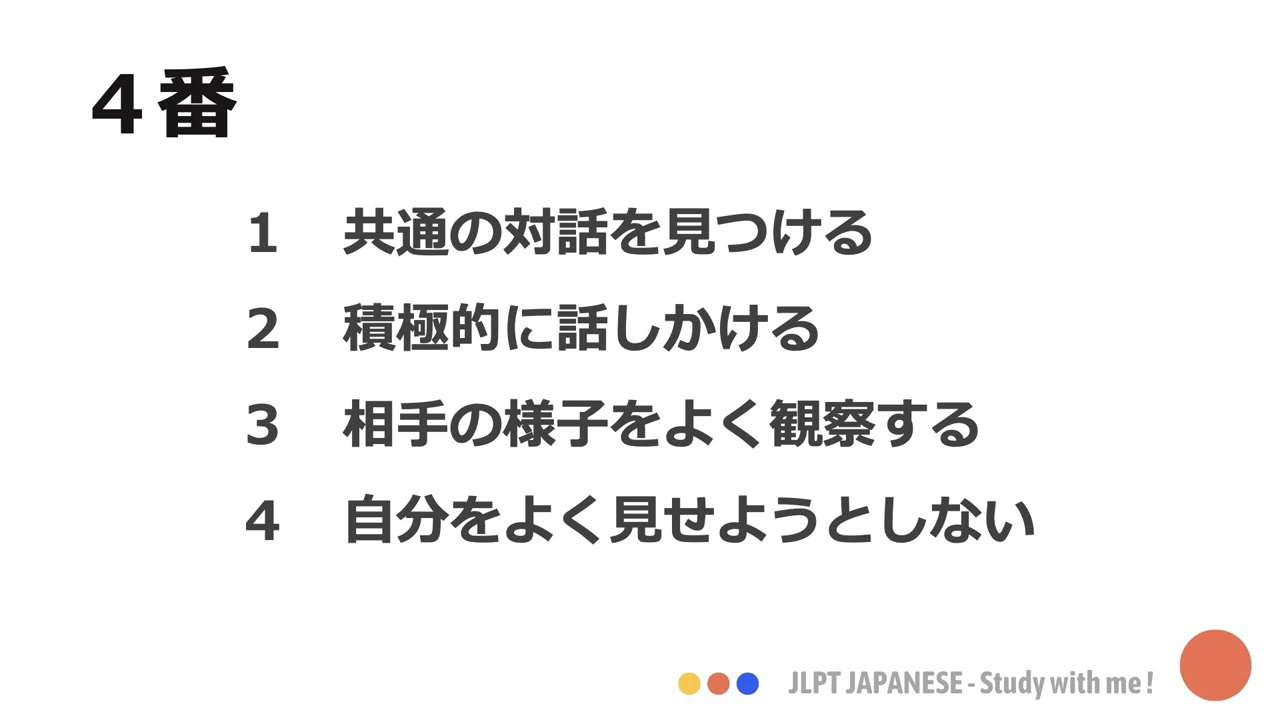 ４番
1 共通の対話を見つける
2 積極的に話しかける
3 相手の様子をよく観察する
4 自分をよく見せようとしない
JLPT JAPANESE - Study with me !